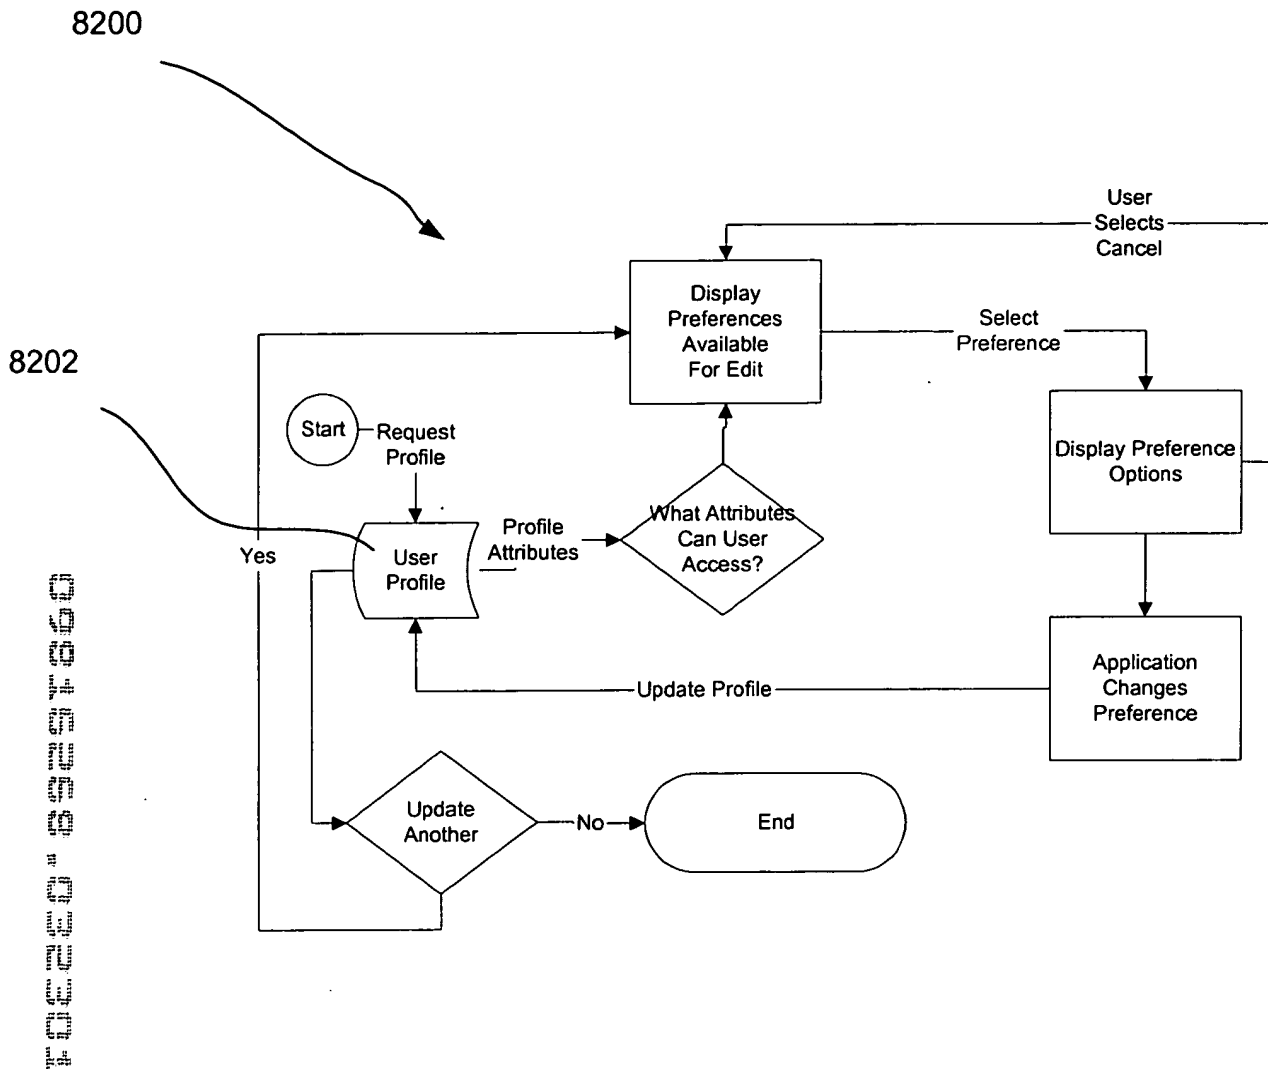 8200
User
Selects
Cancel
Display
Preferences
Available
For Edit
Select
Preference
8202
Start
Request
Profile
Display Preference
Options
What Attributes
Can User
Access?
Profile
Attributes
Yes
User
Profile
Application
Changes
Preference
Update Profile
Update
Another
No
End